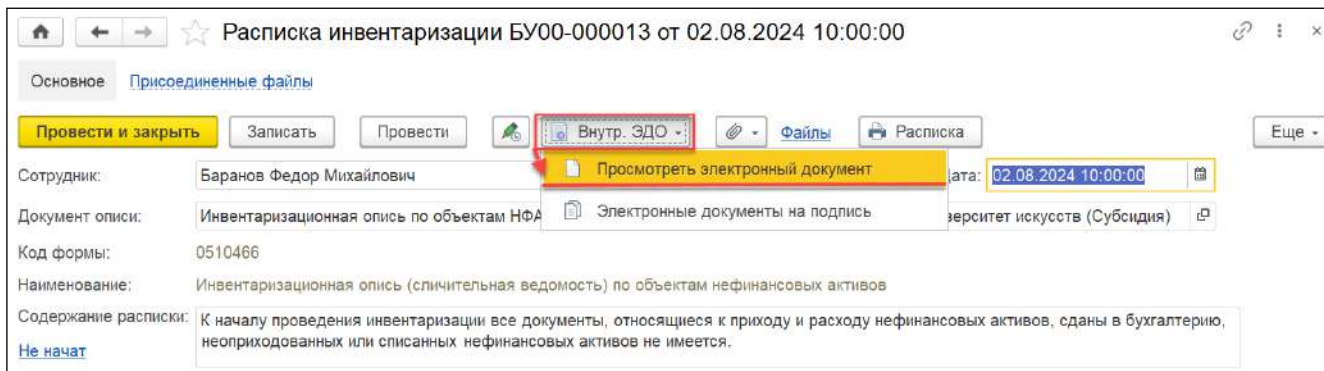 Расписка инвентаризации БУ00-000013 от 02.08.2024 10:00:00
Основное Присоединенные файлы
Провести и закрыть Записать Провести Внутр. ЭДО Файлы Расписка Еще
Просмотреть электронный документ
Сотрудник: Баранов Федор Михайлович 02.08.2024 10:00:00
Электронные документы на подпись
Документ описи: Инвентаризационная опись по объектам НФА искусств (Субсидия)
Код формы: 0510466
Наименование: Инвентаризационная опись (сличительная ведомость) по объектам нефинансовых активов
Содержание расписки: К началу проведения инвентаризации все документы, относящиеся к приходу и расходу нефинансовых активов, сданы в бухгалтерию,
Не начат неоприходованных или списанных нефинансовых активов не имеется.